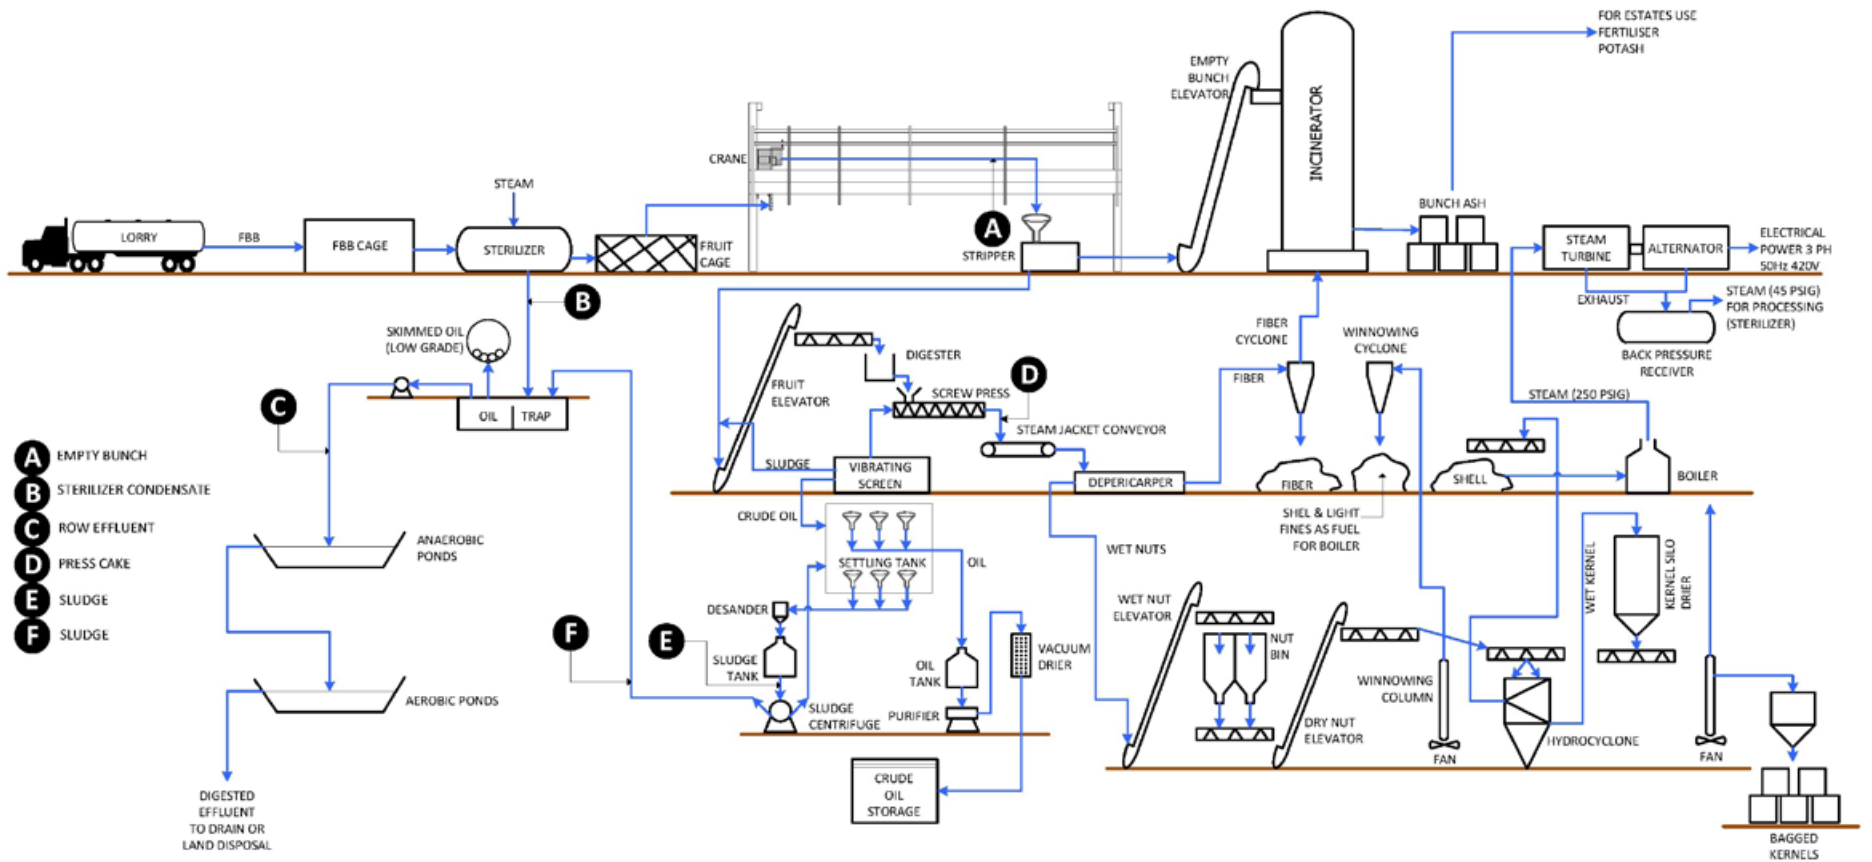 FOR ESTATES USE
FERTILISER
POTASH
EMPTY
BUNCH
ELEVATOR
INCINERATOR
CRANE
STEAM
BUNCH ASH
LORRY
FBB
FBB CAGE
STERILIZER
FRUIT
CAGE
A
STRIPPER
STEAM
TURBINE
ALTERNATOR
ELECTRICAL
POWER 3 PH
50Hz 420V
EXHAUST
STEAM (45 PSIG)
FOR PROCESSING
(STERILIZER)
BACK PRESSURE
RECEIVER
B
SKIMMED OIL
(LOW GRADE)
OIL
TRAP
C
FRUIT
ELEVATOR
DIGESTER
SCREW PRESS
D
STEAM JACKET CONVEYOR
SLUDGE
VIBRATING
SCREEN
DEPERICARPER
FIBER
CYCLONE
FIBER
WINNOWING
CYCLONE
FIBER
SHELL
STEAM (250 PSIG)
BOILER
SHEL & LIGHT
FINES AS FUEL
FOR BOILER
A EMPTY BUNCH
B STERILIZER CONDENSATE
C ROW EFFLUENT
D PRESS CAKE
E SLUDGE
F SLUDGE
ANAEROBIC
PONDS
AEROBIC PONDS
DIGESTED
EFFLUENT
TO DRAIN OR
LAND DISPOSAL
CRUDE OIL
SETTLING TANK
OIL
DESANDER
F
E
SLUDGE
TANK
SLUDGE
CENTRIFUGE
OIL
TANK
PURIFIER
VACUUM
DRIER
CRUDE
OIL
STORAGE
WET NUTS
WET NUT
ELEVATOR
NUT
BIN
DRY NUT
ELEVATOR
WINNOWING
COLUMN
FAN
HYDROCYCLONE
WET KERNEL
KERNEL SILO
DRIER
FAN
BAGGED
KERNELS